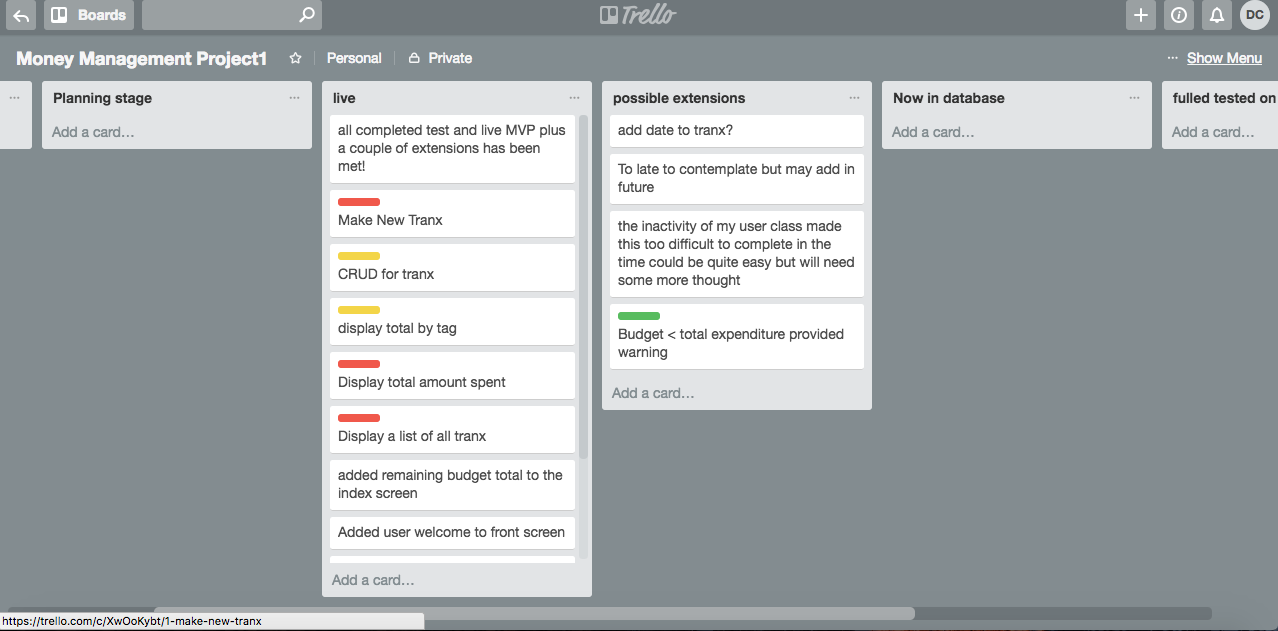 Boards
Trello
DC
Money Management Project1
Personal
Private
... Show Menu
...
Planning stage ...
Add a card...
live ...
all completed test and live MVP plus
a couple of extensions has been
met!
Make New Tranx
CRUD for tranx
display total by tag
Display total amount spent
Display a list of all tranx
added remaining budget total to the
index screen
Added user welcome to front screen
Add a card...
possible extensions ...
add date to tranx?
To late to contemplate but may add in
future
the inactivity of my user class made
this too difficult to complete in the
time could be quite easy but will need
some more thought
Budget < total expenditure provided
warning
Add a card...
Now in database ...
Add a card...
fulled tested on
Add a card...
https://trello.com/c/XwOoKybt/1-make-new-tranx